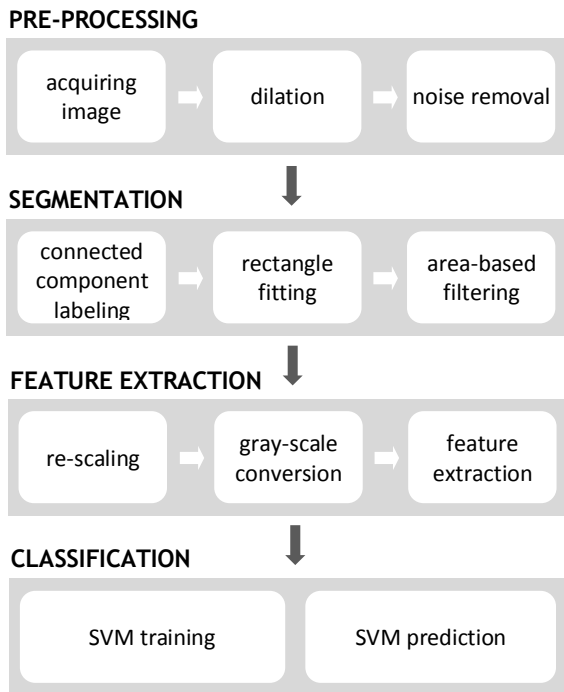 PRE-PROCESSING
acquiring
image
dilation
noise removal
SEGMENTATION
connected
component
labeling
rectangle
fitting
area-based
filtering
FEATURE EXTRACTION
re-scaling
gray-scale
conversion
feature
extraction
CLASSIFICATION
SVM training
SVM prediction